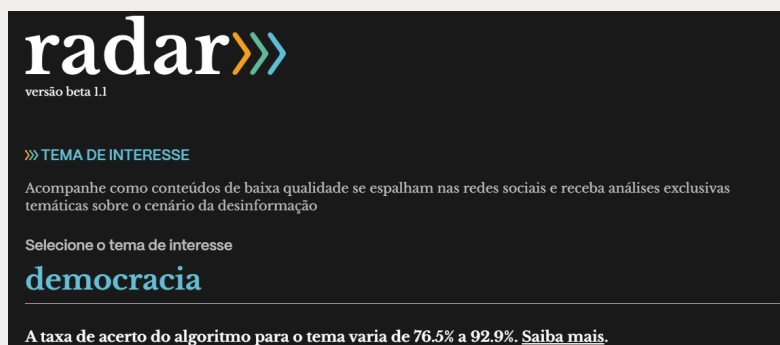 radar
versão beta 1.1
TEMA DE INTERESSE
Acompanhe como conteúdos de baixa qualidade se espalham nas redes sociais e receba análises exclusivas
temáticas sobre o cenário da desinformação
Selecione o tema de interesse
democracia
A taxa de acerto do algoritmo para o tema varia de 76.5% a 92.9%. Saiba mais.